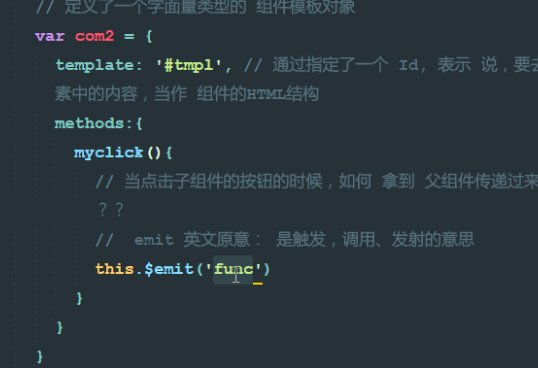 // 定义了一个字面量类型的 组件模板对象
var com2 = {
template: '#tmpl', // 通过指定了一个 Id, 表示 说，要去
素中的内容，当作 组件的HTML结构
methods:{
myclick(){
// 当点击子组件的按钮的时候，如何 拿到 父组件传递过来
？？
//  emit 英文原意： 是触发，调用、发射的意思
this.$emit('func')
}
}
}